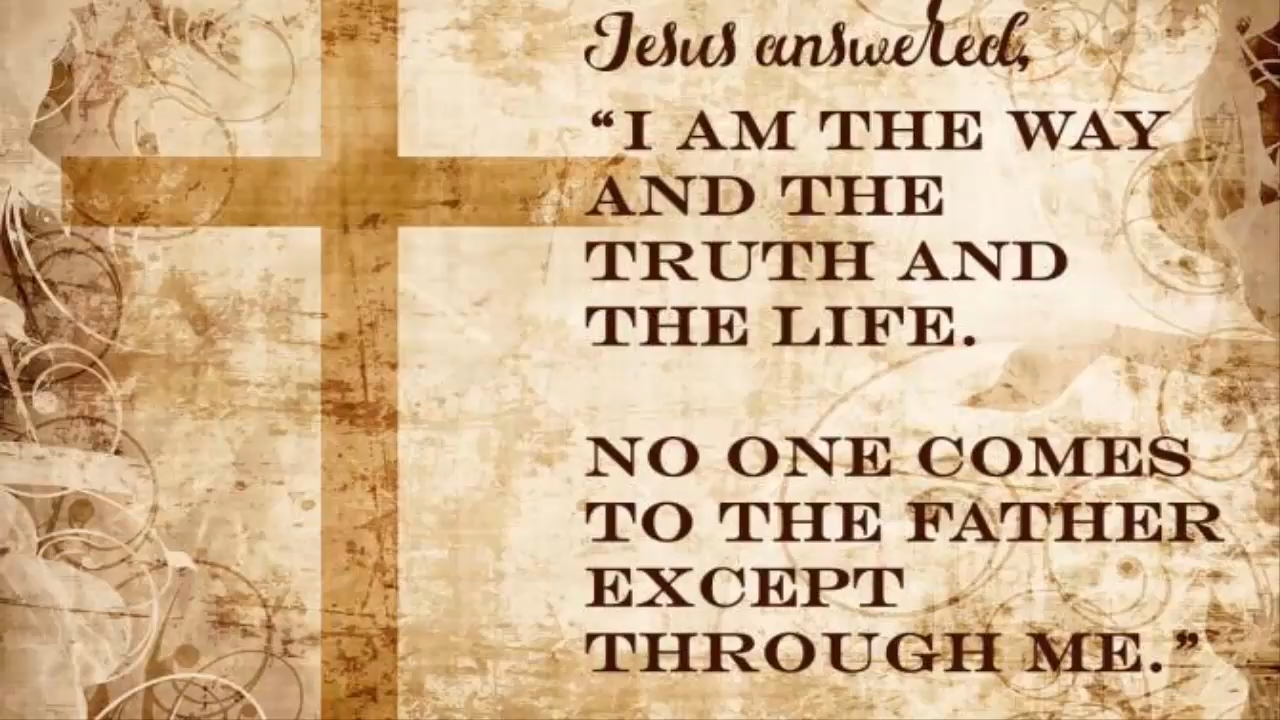 Jesus answered,
“I AM THE WAY
AND THE
TRUTH AND
THE LIFE.
NO ONE COMES
TO THE FATHER
EXCEPT
THROUGH ME.”